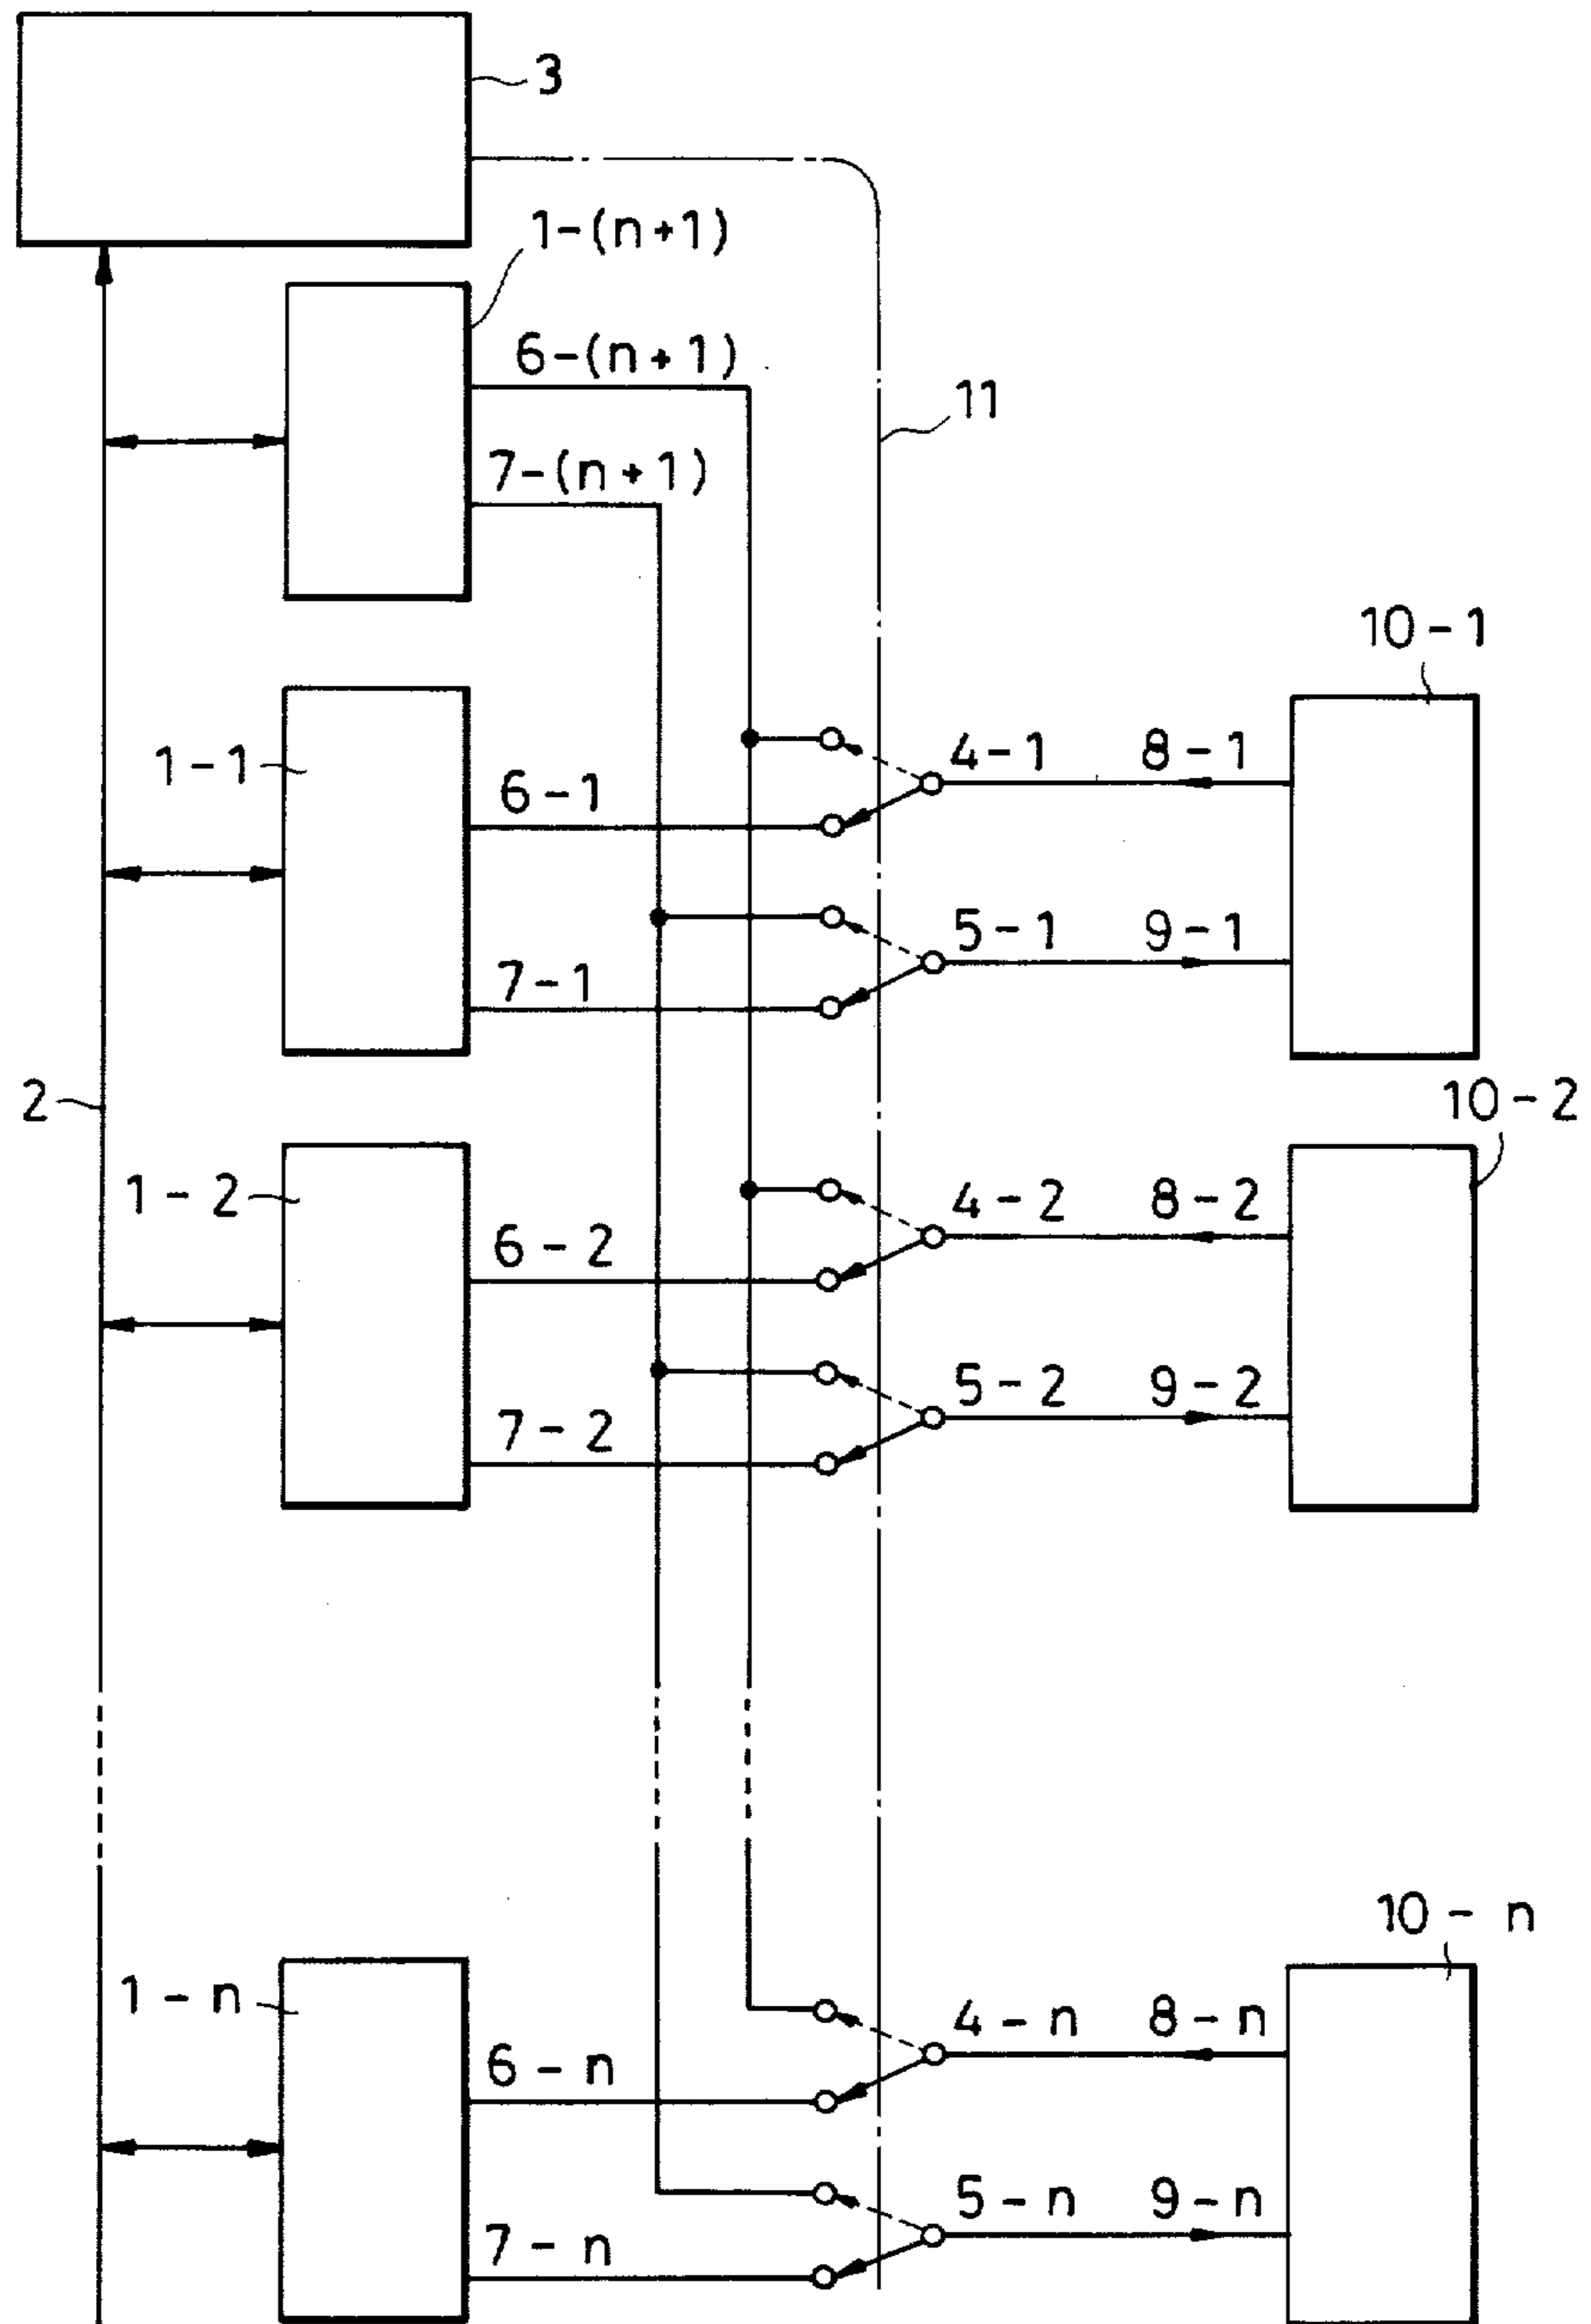 3
1-(n+1)
6-(n+1)
11
7-(n+1)
10-1
1-1
6-1
4-1
8-1
5-1
9-1
7-1
2
10-2
1-2
6-2
4-2
8-2
5-2
9-2
7-2
10-n
1-n
6-n
4-n
8-n
5-n
9-n
7-n